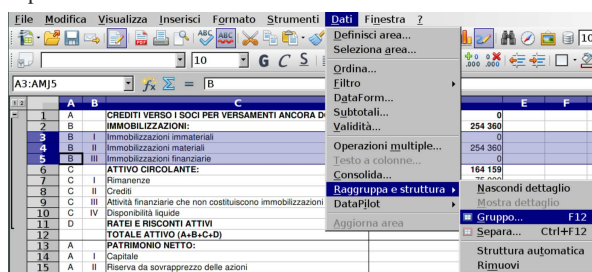 File Modifica Visualizza Inserisci Formato Strumenti Dati Finestra ?
10 G C S
A3:AMJ5 = B
Definisci area...
Seleziona area...
Ordina...
Filtro
DataForm...
Subtotali...
Validità...
Operazioni multiple...
Testo a colonne...
Consolida...
Raggruppa e struttura
DataPilot
Aggiorna area
Nascondi dettaglio
Mostra dettaglio
Gruppo... F12
Separa... Ctrl+F12
Struttura automatica
Rimuovi
1 2 A B C E F
1 A CREDITI VERSO I SOCI PER VERSAMENTI ANCORA D 0
2 B IMMOBILIZZAZIONI: 254 360
3 B I Immobilizzazioni immateriali 0
4 B II Immobilizzazioni materiali 254 360
5 B III Immobilizzazioni finanziarie 0
6 C ATTIVO CIRCOLANTE: 164 159
7 C I Rimanenze
8 C II Crediti
9 C III Attività finanziarie che non costituiscono immobilizzazioni
10 C IV Disponibilità liquide
11 D RATEI E RISCONTI ATTIVI
12 TOTALE ATTIVO (A+B+C+D)
13 A PATRIMONIO NETTO:
14 A I Capitale
15 A II Riserva da sovrapprezzo delle azioni